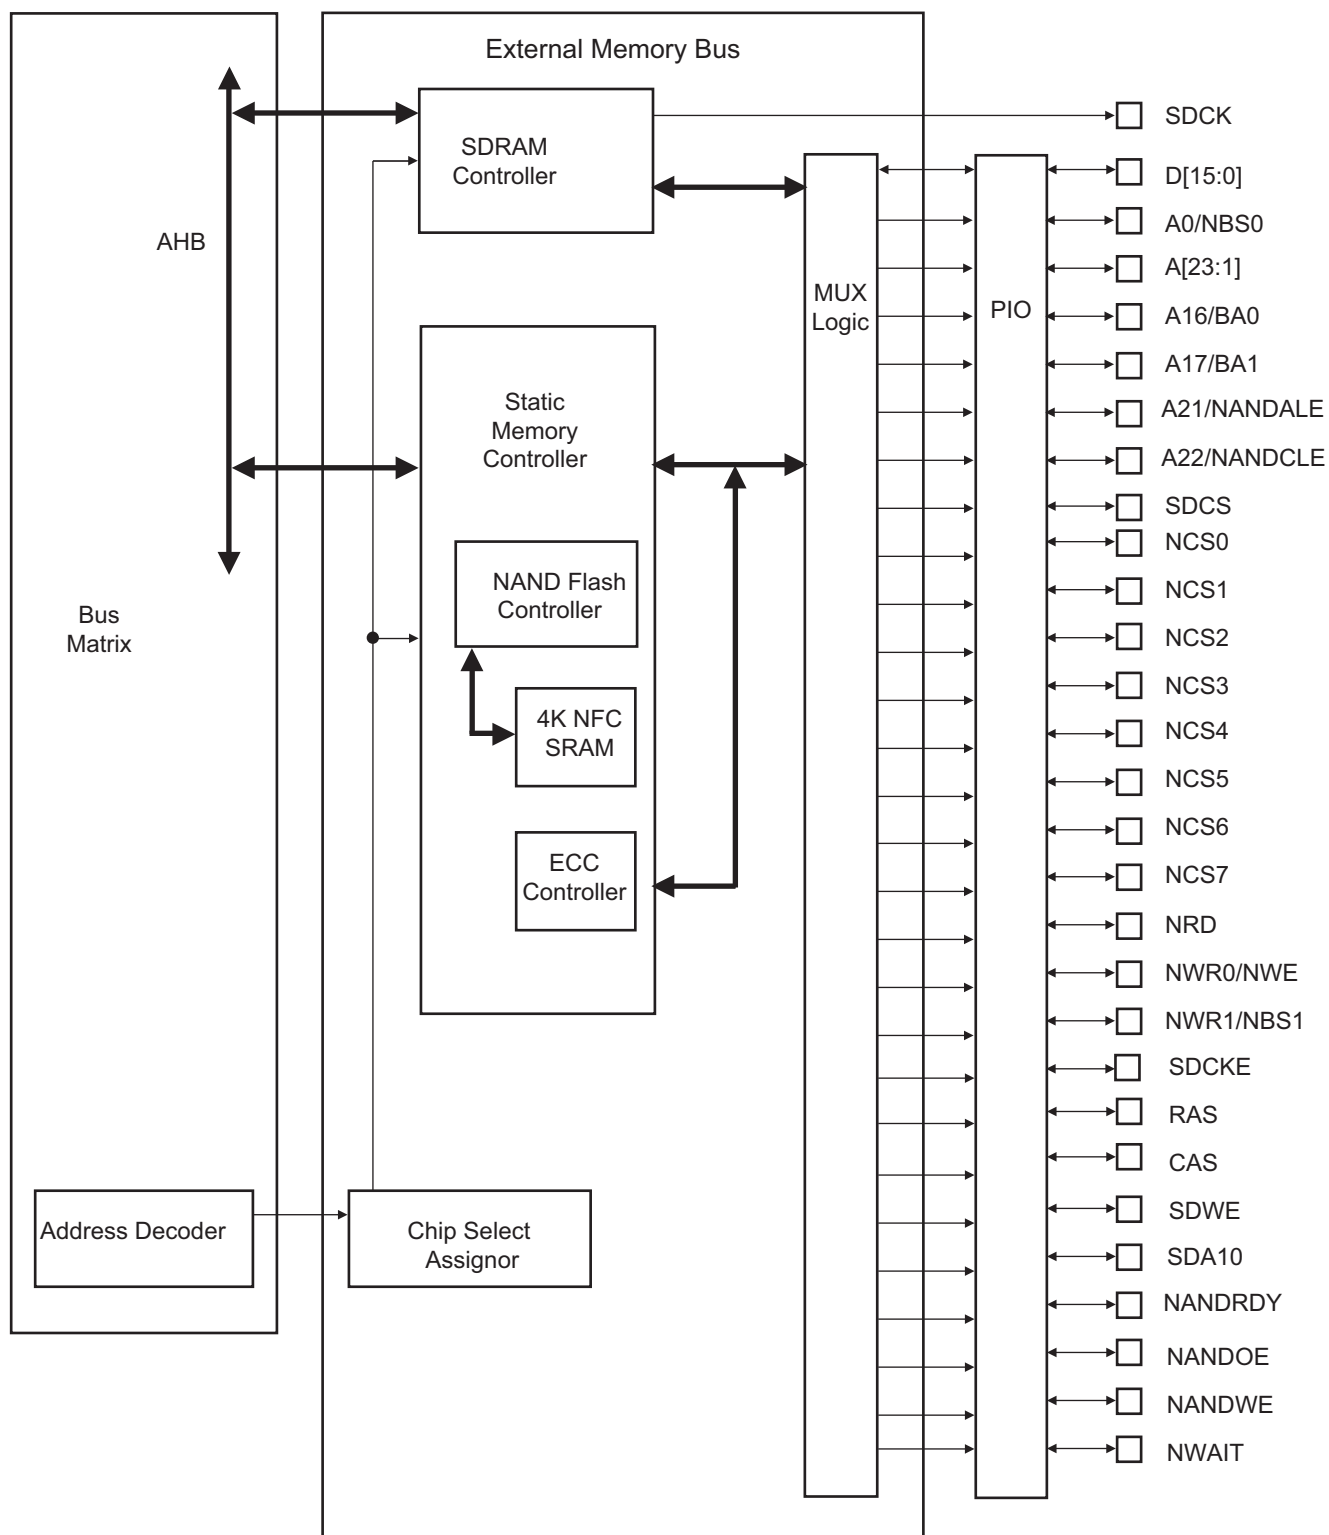 External Memory Bus
SDRAM
Controller
AHB
MUX
Logic
PIO
Static
Memory
Controller
NAND Flash
Controller
4K NFC
SRAM
ECC
Controller
Bus
Matrix
Address Decoder
Chip Select
Assignor
SDCK
D[15:0]
A0/NBS0
A[23:1]
A16/BA0
A17/BA1
A21/NANDALE
A22/NANDCLE
SDCS
NCS0
NCS1
NCS2
NCS3
NCS4
NCS5
NCS6
NCS7
NRD
NWR0/NWE
NWR1/NBS1
SDCKE
RAS
CAS
SDWE
SDA10
NANDRDY
NANDOE
NANDWE
NWAIT